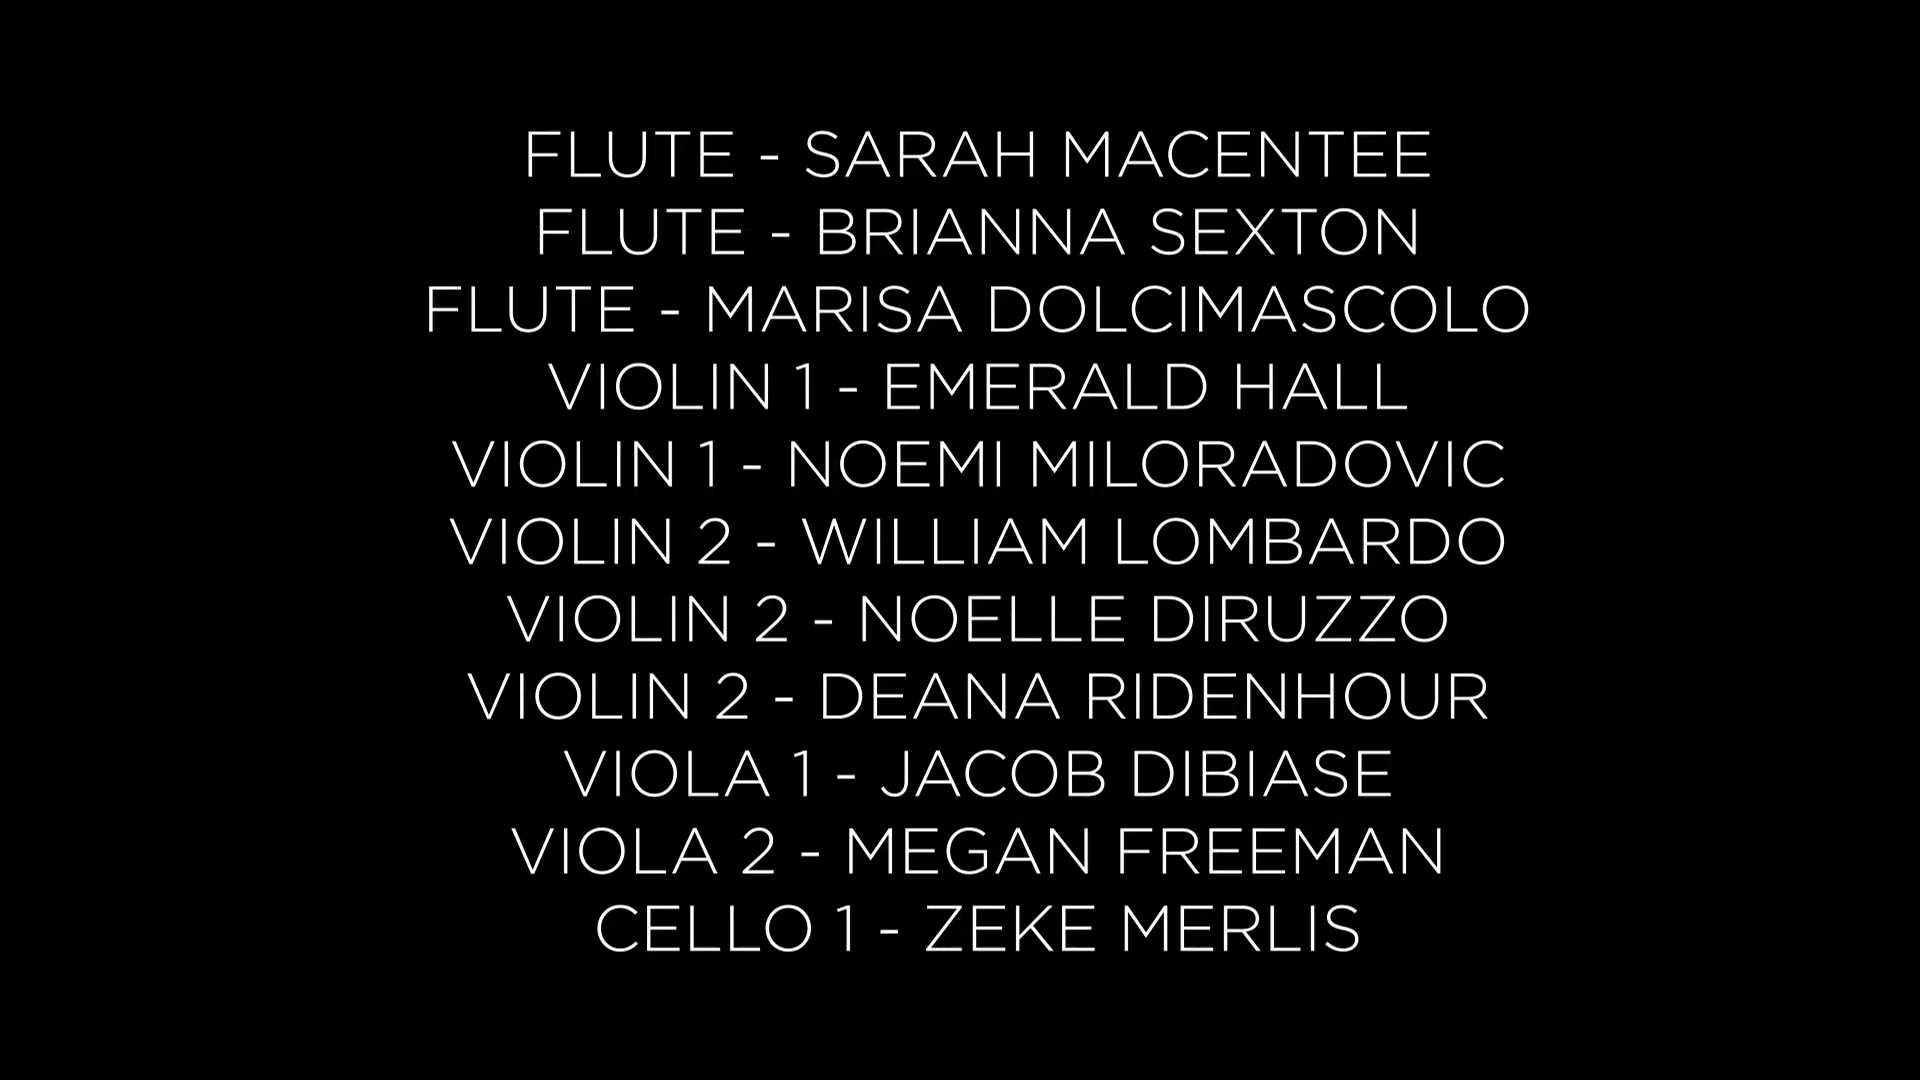 FLUTE - SARAH MACENTEE
FLUTE - BRIANNA SEXTON
FLUTE - MARISA DOLCIMASCOLO
VIOLIN 1 - EMERALD HALL
VIOLIN 1 - NOEMI MILORADOVIC
VIOLIN 2 - WILLIAM LOMBARDO
VIOLIN 2 - NOELLE DIRUZZO
VIOLIN 2 - DEANA RIDENHOUR
VIOLA 1 - JACOB DIBIASE
VIOLA 2 - MEGAN FREEMAN
CELLO 1 - ZEKE MERLIS